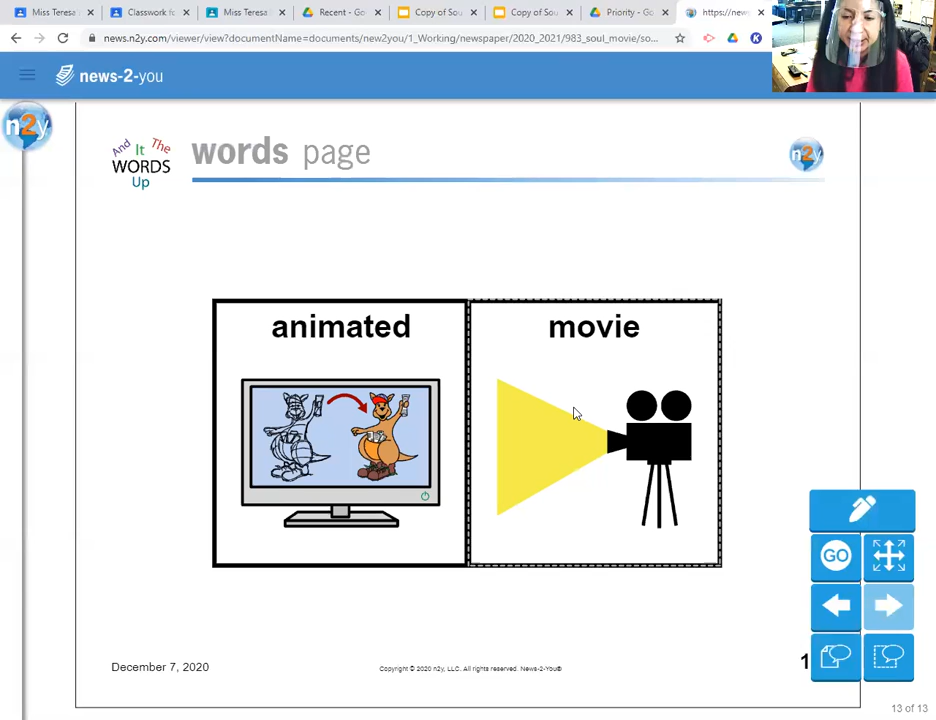 Miss Teresa
Classwork fo
Miss Teresa
Recent - Go
Copy of Sou
Copy of Sou
Priority - Go
https://new
news.n2y.com/viewer/view?documentName=documents/new2you/1_Working/newspaper/2020_2021/983_soul_movie/so...
K
news-2-you
n2y
And It The
WORDS
Up
words page
n2y
animated
movie
GO
1
December 7, 2020
Copyright © 2020 n2y, LLC. All rights reserved. News-2-You®
13 of 13